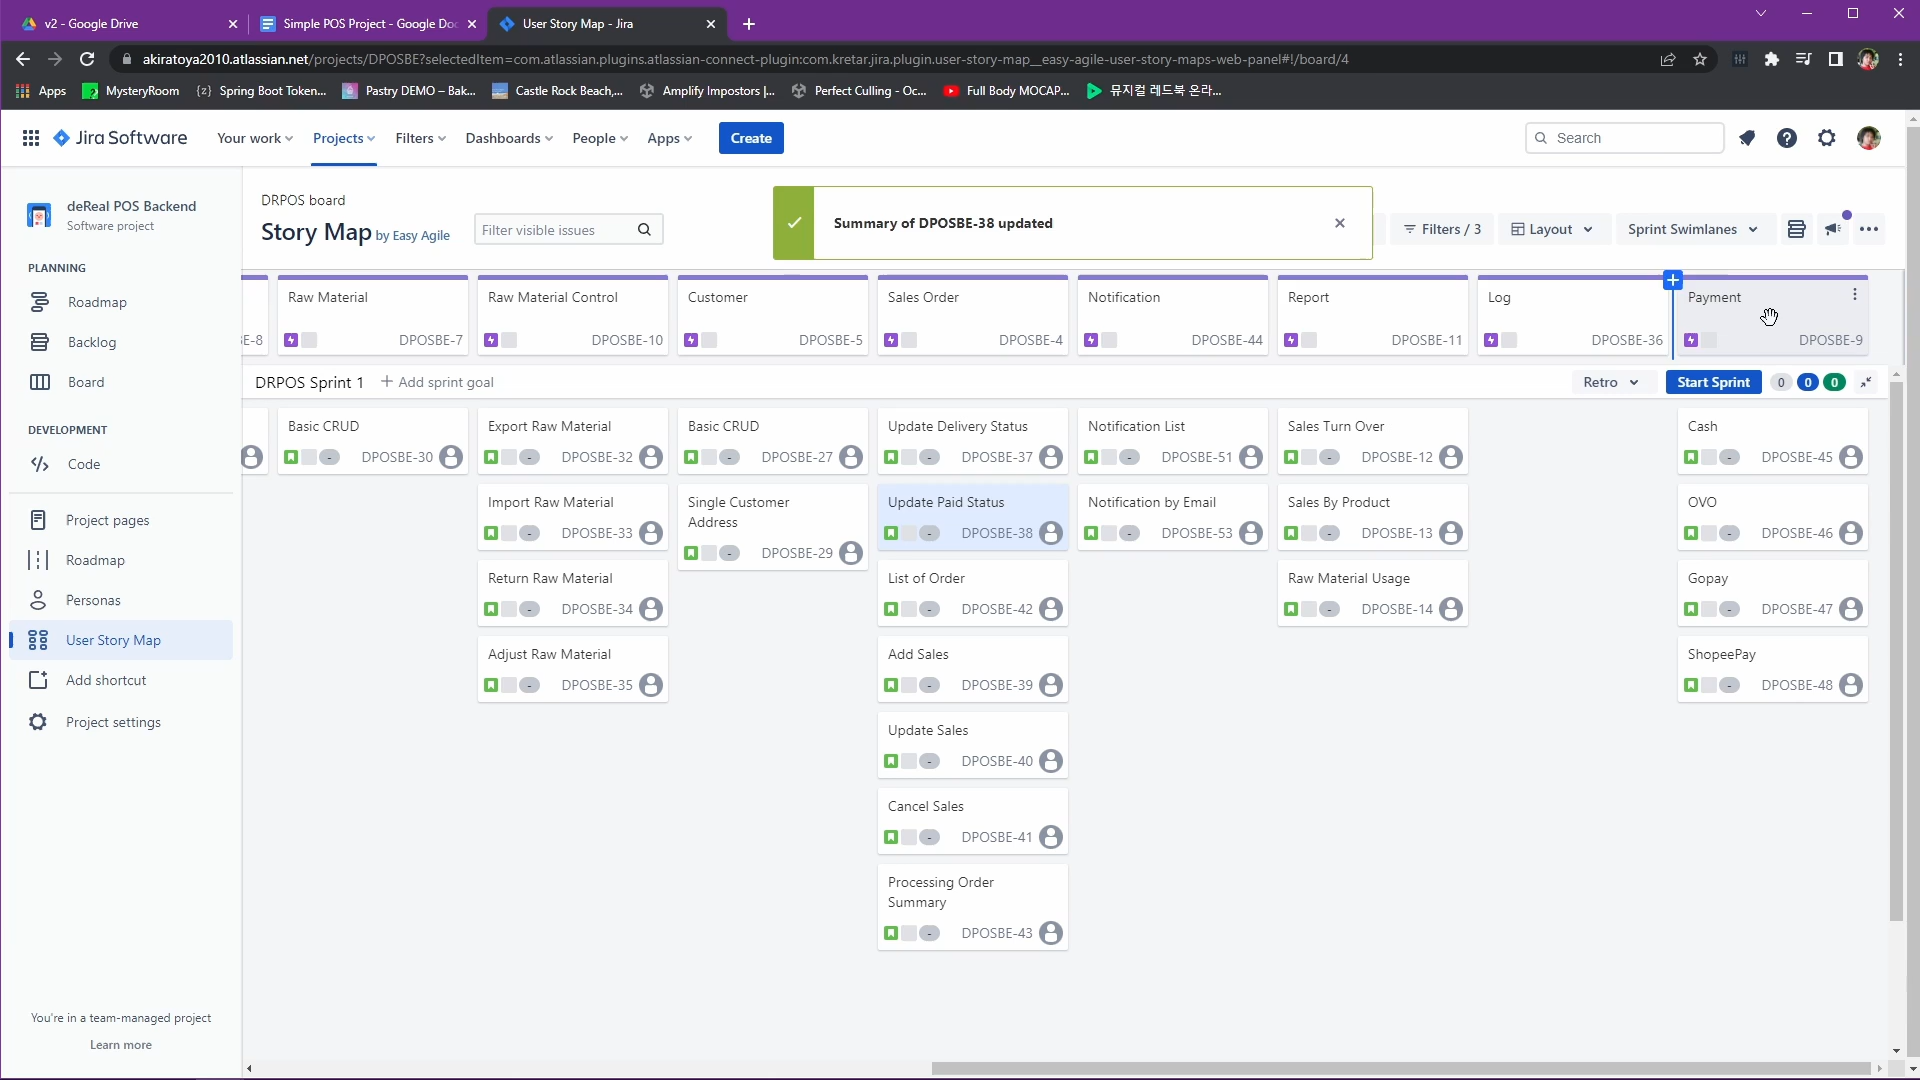 v2 - Google Drive
Simple POS Project - Google Doc
User Story Map - Jira
akiratoya2010.atlassian.net/projects/DPOSBE?selectedItem=com.atlassian.plugins.atlassian-connect-plugin:com.kretar.jira.plugin.user-story-map__easy-agile-user-story-maps-web-panel#!/board/4
Apps
MysteryRoom
Spring Boot Token...
Pastry DEMO – Bak...
Castle Rock Beach,...
Amplify Impostors |...
Perfect Culling - Oc...
Full Body MOCAP...
뮤지컬 레드북 온라...
Jira Software
Your work
Projects
Filters
Dashboards
People
Apps
Create
Search
deReal POS Backend
Software project
PLANNING
Roadmap
Backlog
Board
DEVELOPMENT
Code
Project pages
Roadmap
Personas
User Story Map
Add shortcut
Project settings
You're in a team-managed project
Learn more
DRPOS board
Story Map by Easy Agile
Filter visible issues
Summary of DPOSBE-38 updated
Filters / 3
Layout
Sprint Swimlanes
E-8
Raw Material
DPOSBE-7
Raw Material Control
DPOSBE-10
Customer
DPOSBE-5
Sales Order
DPOSBE-4
Notification
DPOSBE-44
Report
DPOSBE-11
Log
DPOSBE-36
Payment
DPOSBE-9
DRPOS Sprint 1
+ Add sprint goal
Retro
Start Sprint
0
0
0
Basic CRUD
- DPOSBE-30
Export Raw Material
- DPOSBE-32
Import Raw Material
- DPOSBE-33
Return Raw Material
- DPOSBE-34
Adjust Raw Material
- DPOSBE-35
Basic CRUD
- DPOSBE-27
Single Customer
Address
- DPOSBE-29
Update Delivery Status
- DPOSBE-37
Update Paid Status
- DPOSBE-38
List of Order
- DPOSBE-42
Add Sales
- DPOSBE-39
Update Sales
- DPOSBE-40
Cancel Sales
- DPOSBE-41
Processing Order
Summary
- DPOSBE-43
Notification List
- DPOSBE-51
Notification by Email
- DPOSBE-53
Sales Turn Over
- DPOSBE-12
Sales By Product
- DPOSBE-13
Raw Material Usage
- DPOSBE-14
Cash
- DPOSBE-45
OVO
- DPOSBE-46
Gopay
- DPOSBE-47
ShopeePay
- DPOSBE-48